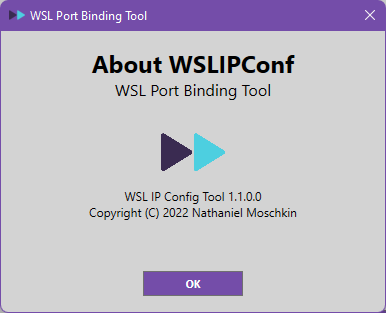 WSL Port Binding Tool
About WSLIPConf
WSL Port Binding Tool
WSL IP Config Tool 1.1.0.0
Copyright (C) 2022 Nathaniel Moschkin
OK